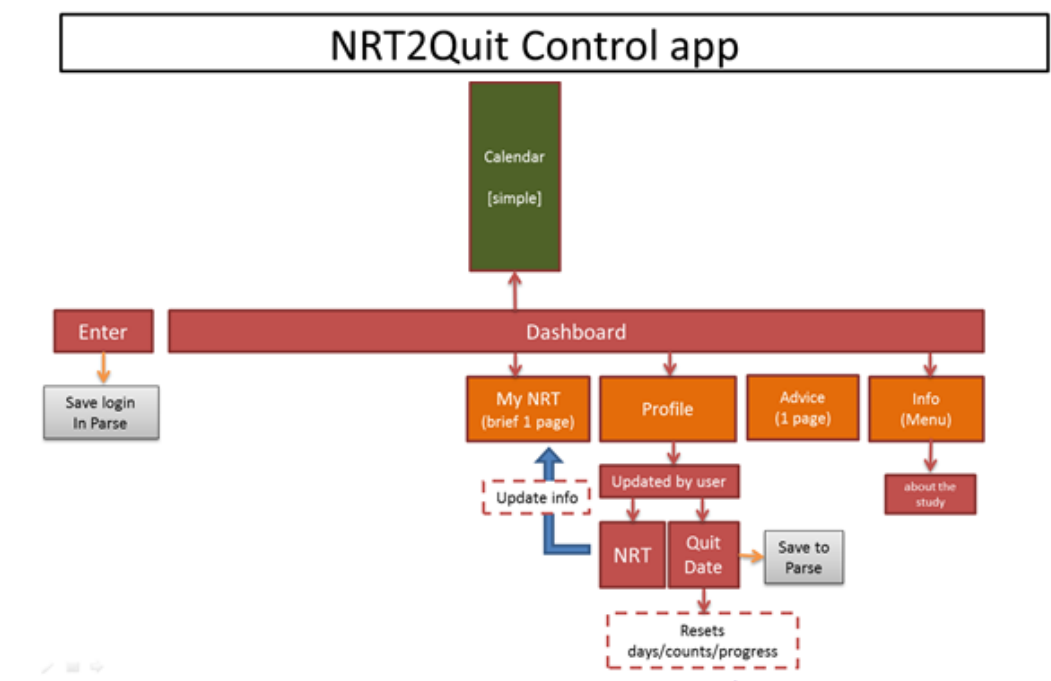 NRT2Quit Control app
Calendar
[simple]
Enter
Dashboard
Save login
In Parse
My NRT
(brief 1 page)
Profile
Advice
(1 page)
Info
(Menu)
Updated by user
about the
study
Update info
NRT
Quit
Date
Save to
Parse
Resets
days/counts/progress